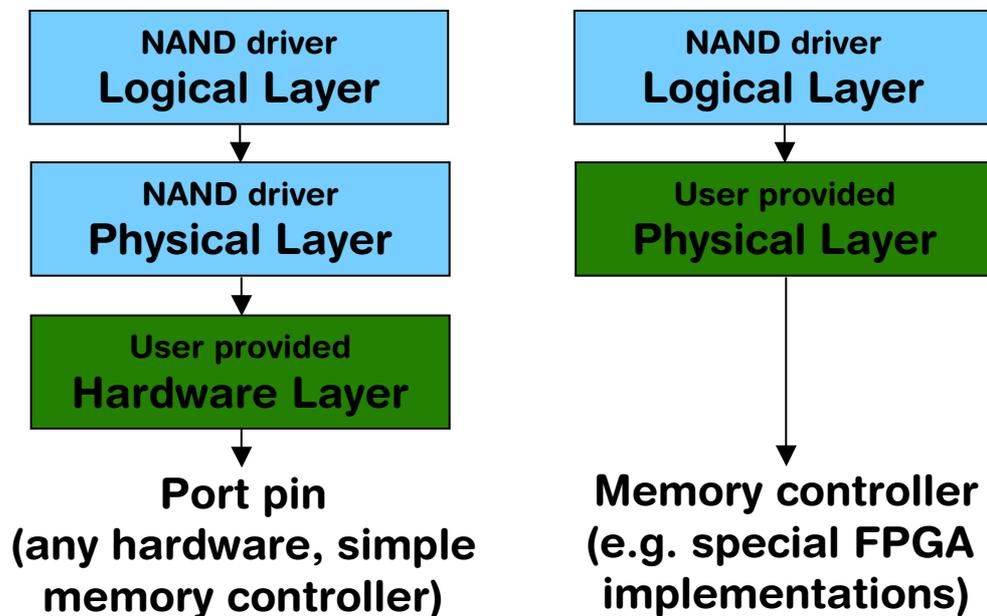 NAND driver
Logical Layer
NAND driver
Physical Layer
User provided
Hardware Layer
Port pin
(any hardware, simple
memory controller)
NAND driver
Logical Layer
User provided
Physical Layer
Memory controller
(e.g. special FPGA
implementations)